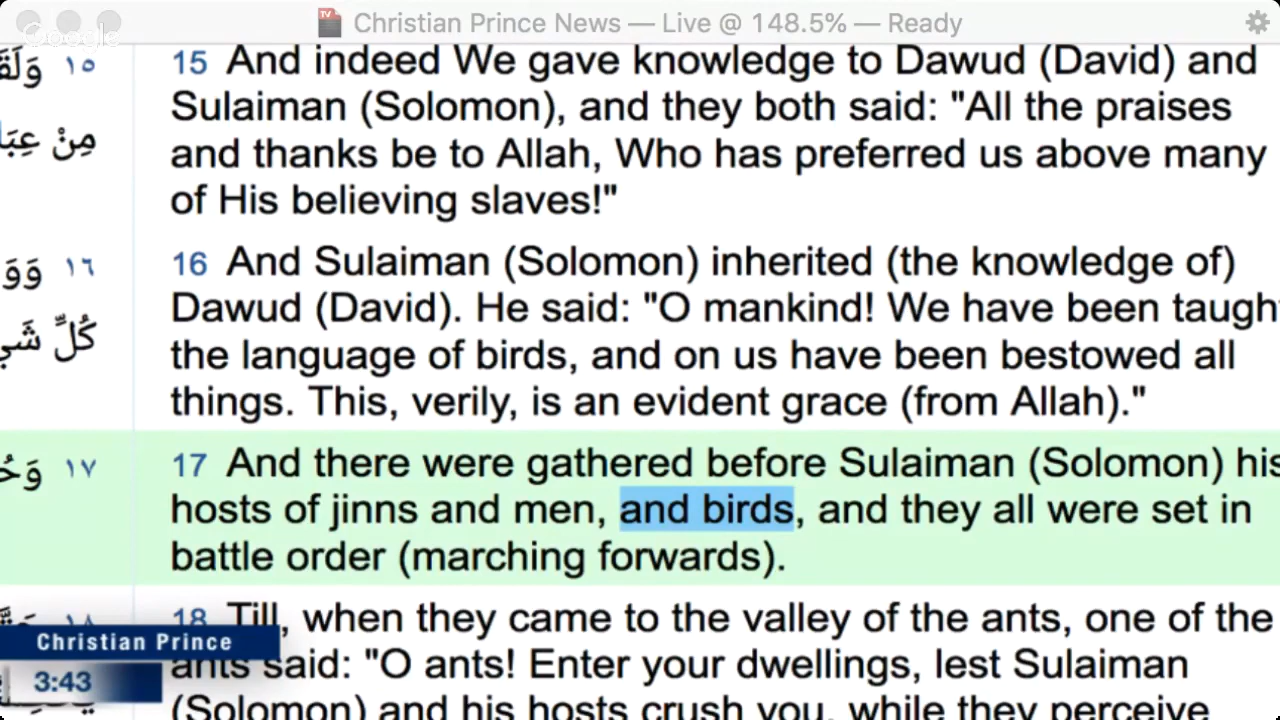 Google
Christian Prince News — Live @ 148.5% — Ready
١٥
مِنْ
15 And indeed We gave knowledge to Dawud (David) and
Sulaiman (Solomon), and they both said: "All the praises
and thanks be to Allah, Who has preferred us above many
of His believing slaves!"
١٦
كُلِّ
16 And Sulaiman (Solomon) inherited (the knowledge of)
Dawud (David). He said: "O mankind! We have been taugh
the language of birds, and on us have been bestowed all
things. This, verily, is an evident grace (from Allah)."
١٧
17 And there were gathered before Sulaiman (Solomon) his
hosts of jinns and men, and birds, and they all were set in
battle order (marching forwards).
18 Till, when they came to the valley of the ants, one of the
ants said: "O ants! Enter your dwellings, lest Sulaiman
(Solomon) and his hosts crush you, while they perceive
Christian Prince
3:43